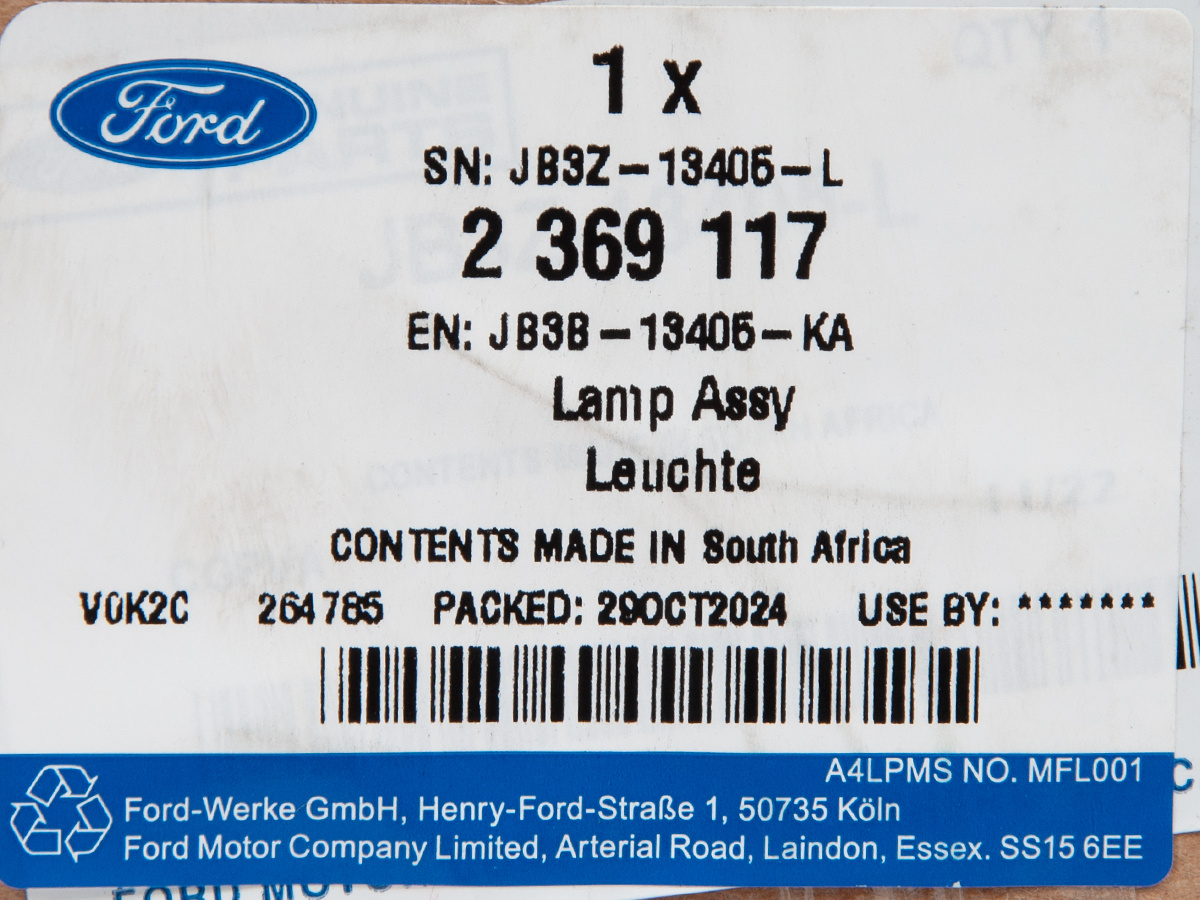 Ford
1 x
SN: JB3Z-13405-L
2 369 117
EN: JB3B-13405-KA
Lamp Assy
Leuchte
CONTENTS MADE IN South Africa
V0K2C 264785 PACKED: 29OCT2024 USE BY: *******
A4LPMS NO. MFL001
Ford-Werke GmbH, Henry-Ford-Straße 1, 50735 Köln
Ford Motor Company Limited, Arterial Road, Laindon, Essex. SS15 6EE